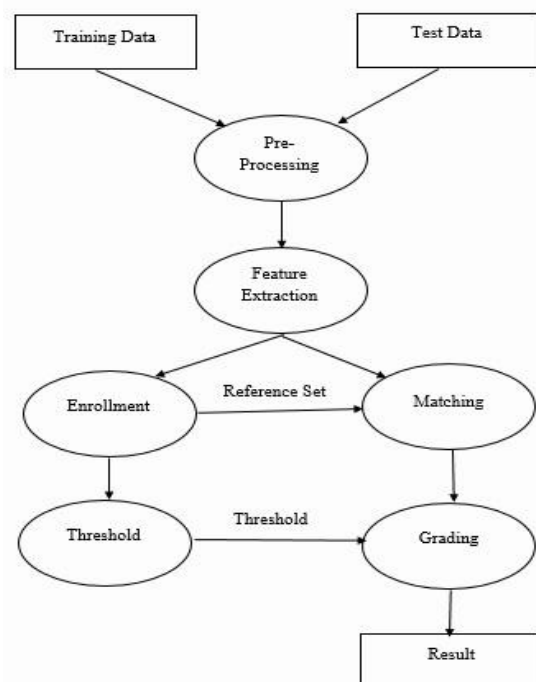 Training Data
Test Data
Pre-
Processing
Feature
Extraction
Enrollment
Reference Set
Matching
Threshold
Threshold
Grading
Result